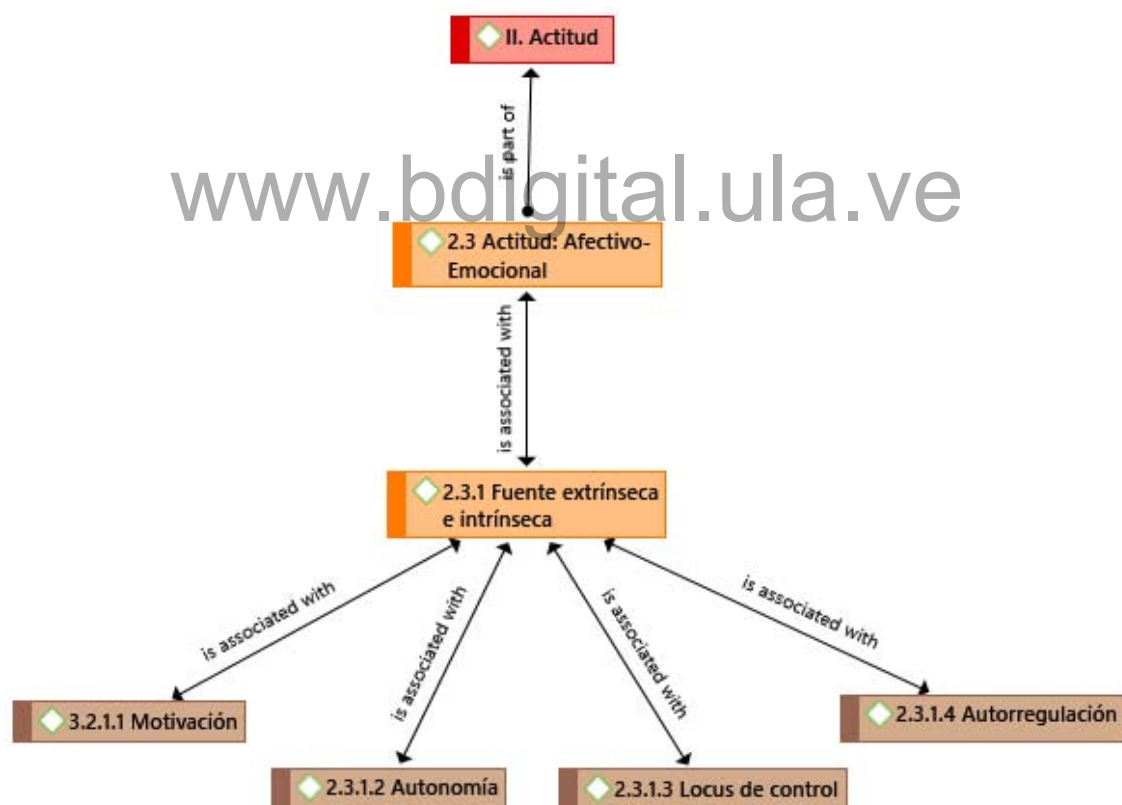 II. Actitud
is part of
www.bdigital.ula.ve
2.3 Actitud: Afectivo-
Emocional
is associated with
2.3.1 Fuente extrínseca
e intrínseca
is associated with
is associated with
is associated with
is associated with
3.2.1.1 Motivación
2.3.1.4 Autorregulación
2.3.1.2 Autonomía
2.3.1.3 Locus de control